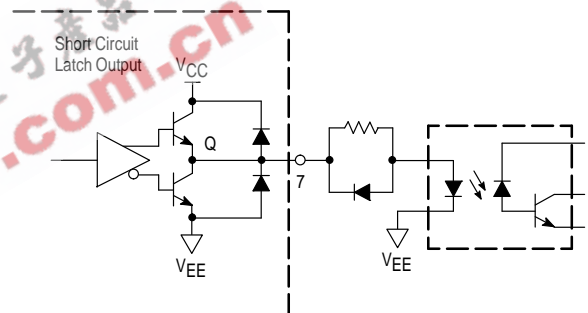 Short Circuit
Latch Output
VCC
Q
7
VEE
VEE
.com.cn